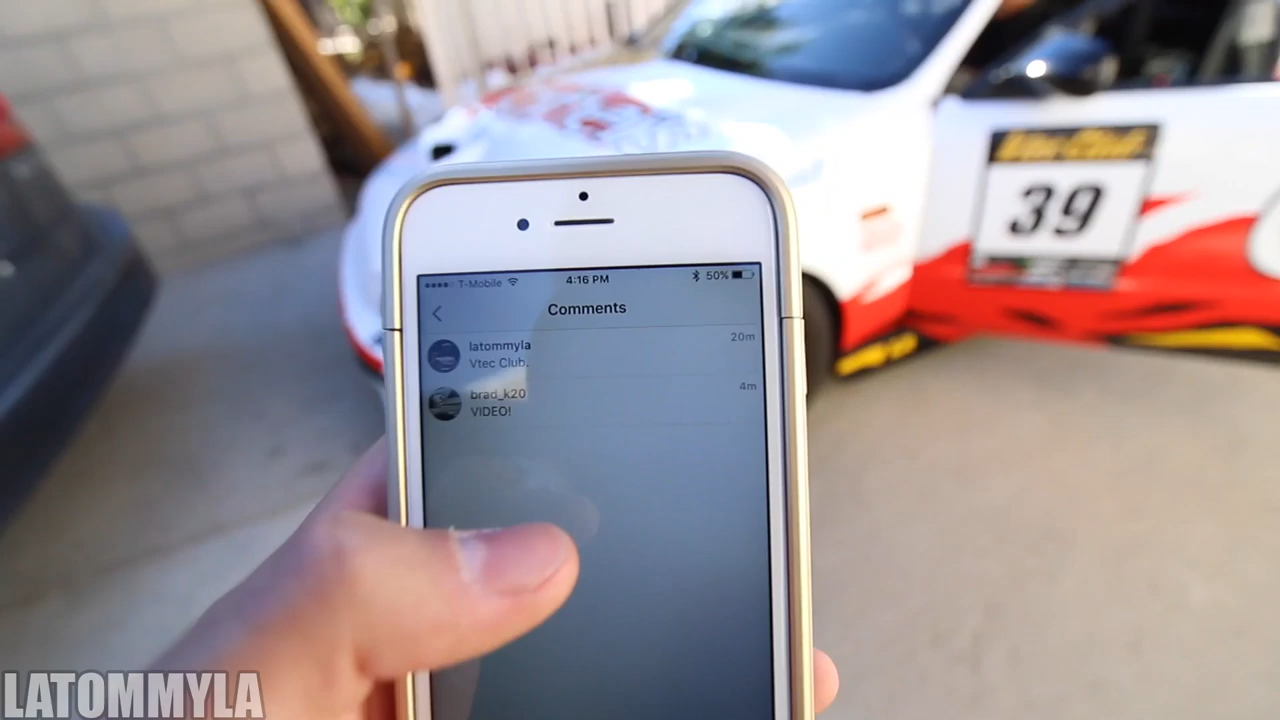 T-Mobile 4:16 PM 50%
Comments
latommyla 20m
Vtec Club.
brad_k20 4m
VIDEO!
Vtec Club
39
LATOMMYLA